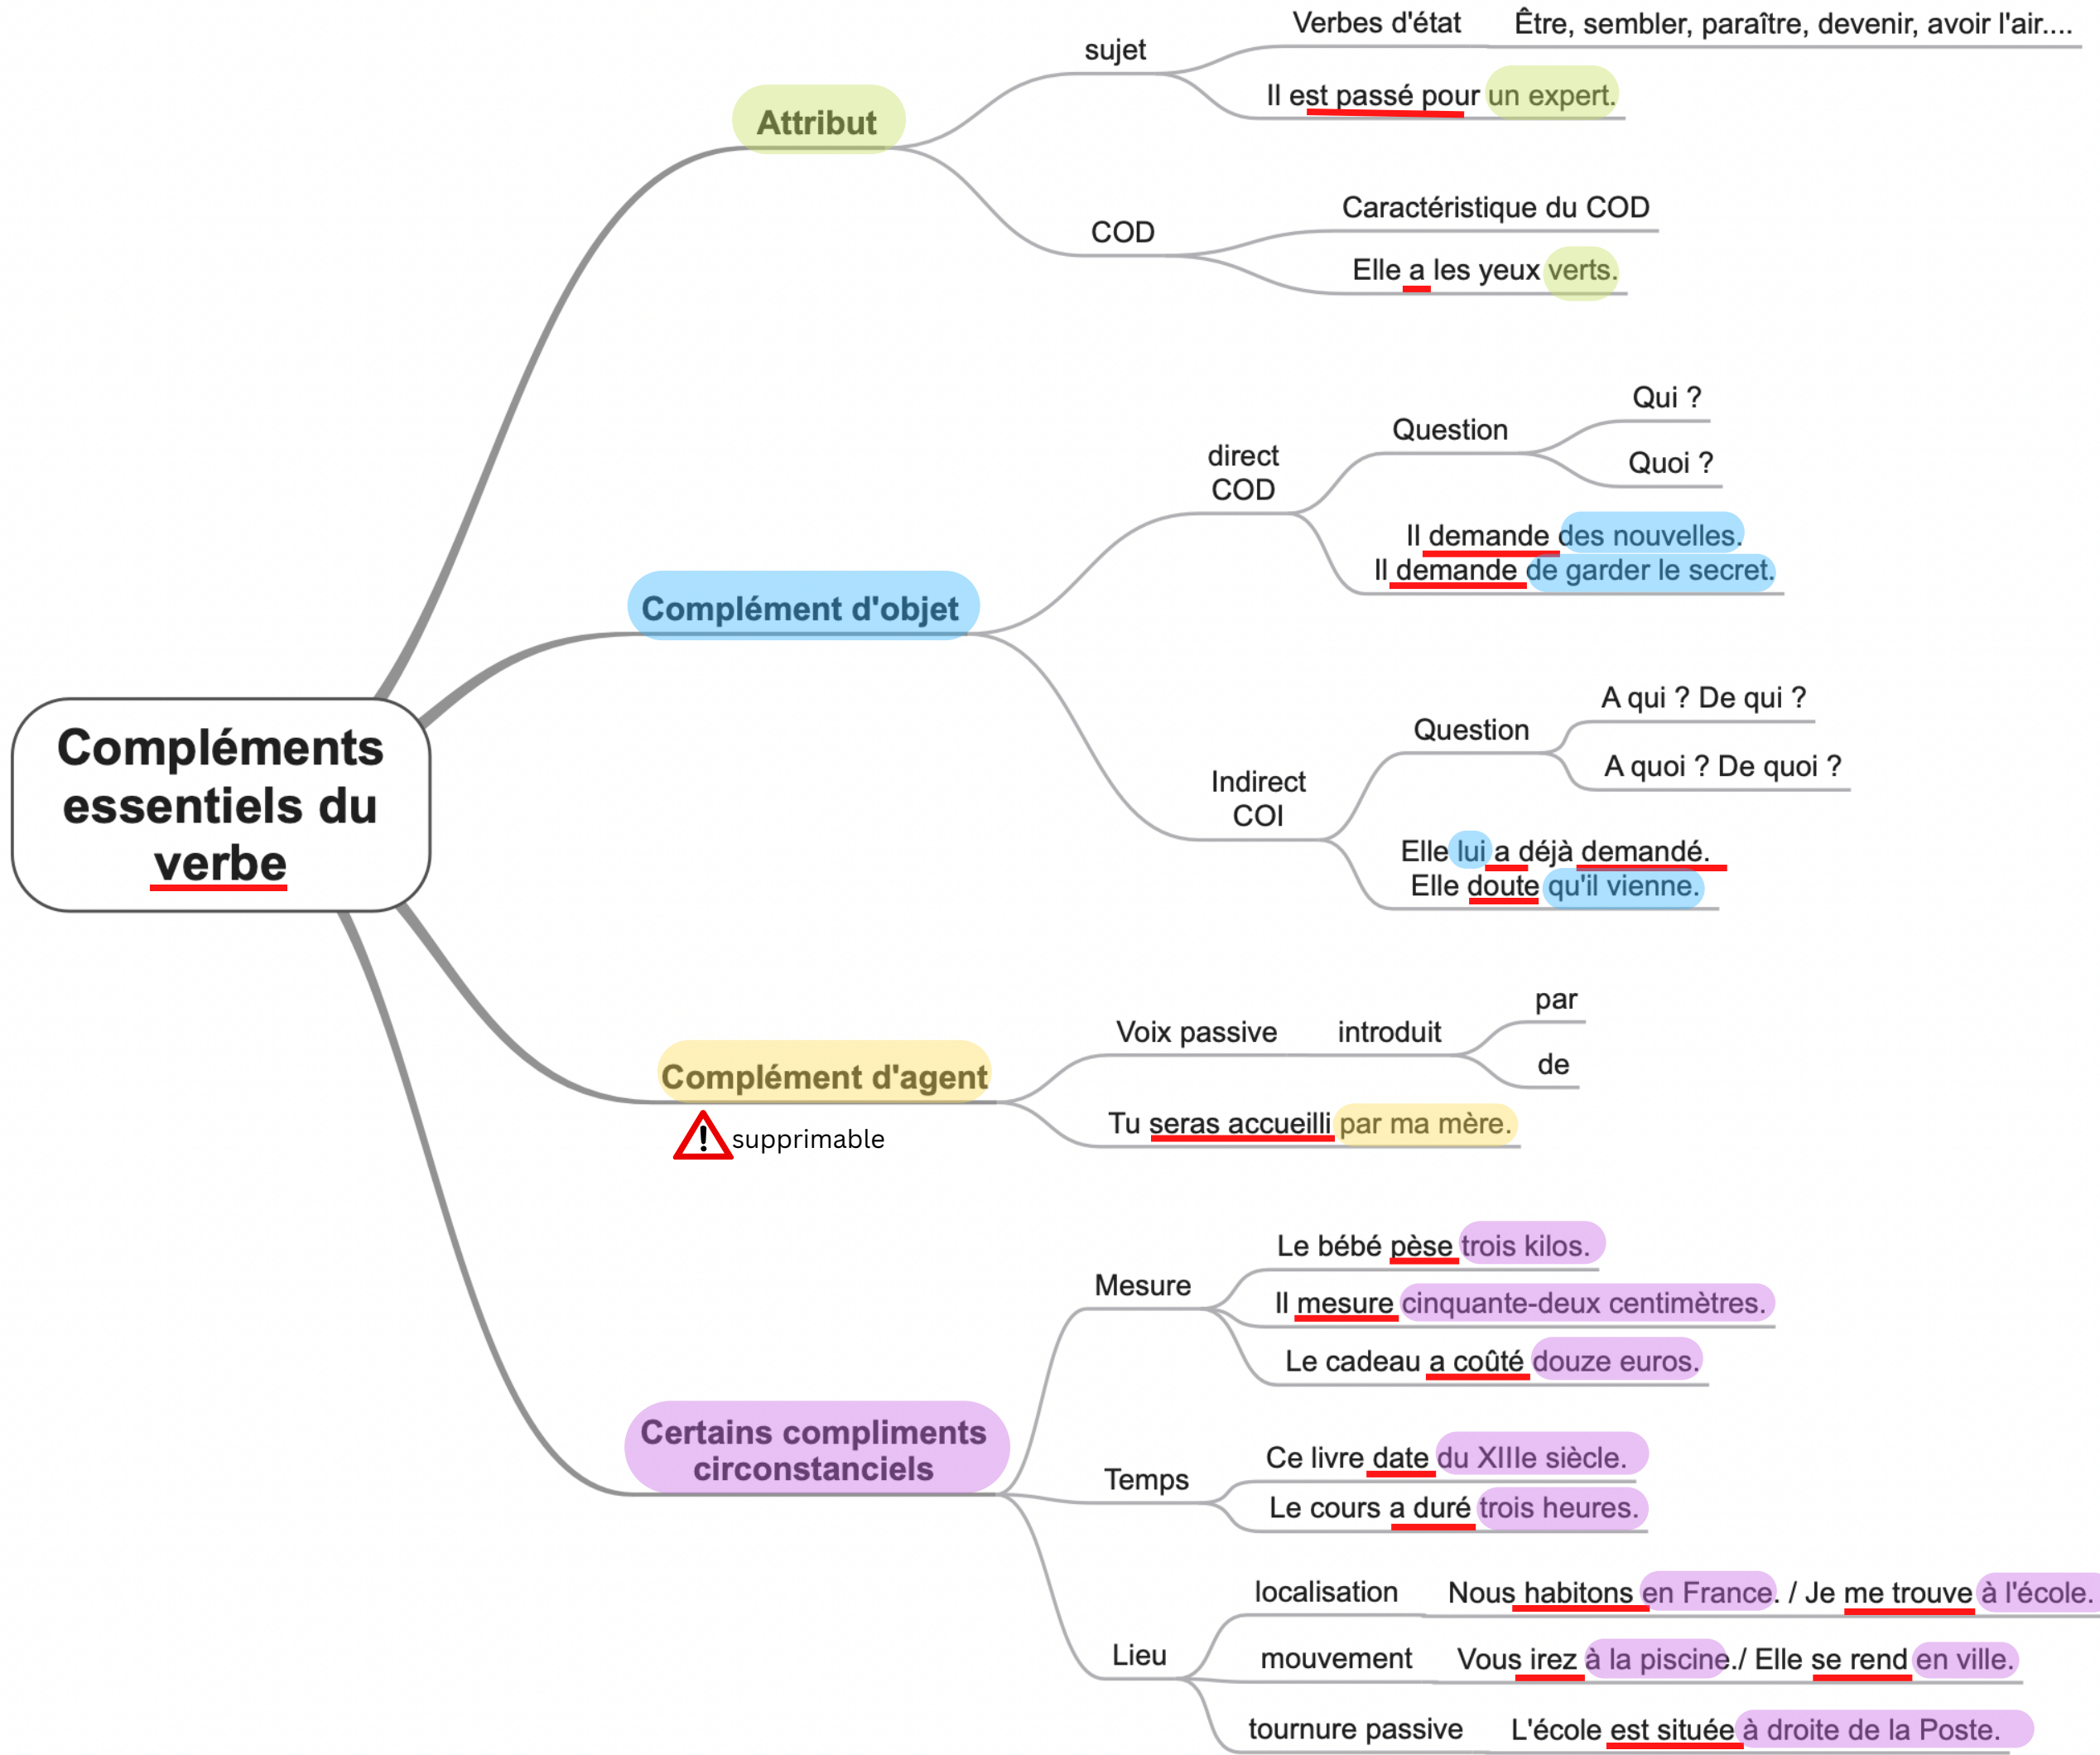 Compléments
essentiels du
verbe
Attribut
sujet
Verbes d'état
Être, sembler, paraître, devenir, avoir l'air....
Il est passé pour un expert.
COD
Caractéristique du COD
Elle a les yeux verts.
Complément d'objet
direct
COD
Question
Qui ?
Quoi ?
Il demande des nouvelles.
Il demande de garder le secret.
Indirect
COI
Question
A qui ? De qui ?
A quoi ? De quoi ?
Elle lui a déjà demandé.
Elle doute qu'il vienne.
Complément d'agent
supprimable
Voix passive
introduit
par
de
Tu seras accueilli par ma mère.
Certains compliments
circonstanciels
Mesure
Le bébé pèse trois kilos.
Il mesure cinquante-deux centimètres.
Le cadeau a coûté douze euros.
Temps
Ce livre date du XIIIe siècle.
Le cours a duré trois heures.
Lieu
localisation
Nous habitons en France. / Je me trouve à l'école.
mouvement
Vous irez à la piscine./ Elle se rend en ville.
tournure passive
L'école est située à droite de la Poste.